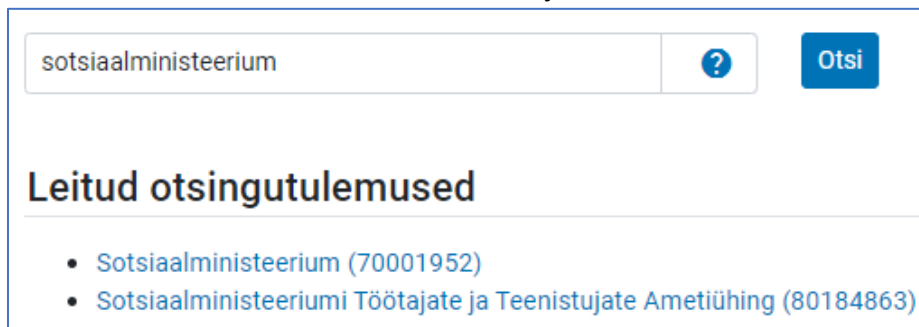 sotsiaalministeerium ? Otsi
Leitud otsingutulemused
• Sotsiaalministeerium (70001952)
• Sotsiaalministeeriumi Töötajate ja Teenistujate Ametiühing (80184863)